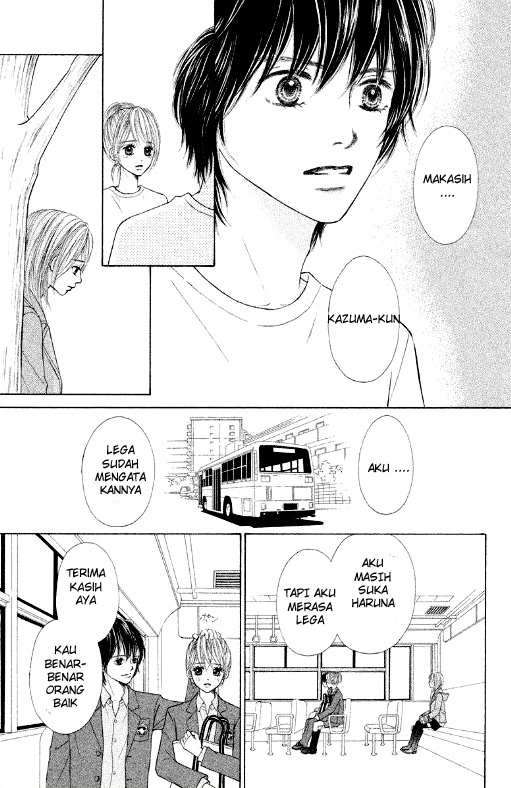 MAKASIH
....
KAZUMA-KUN
AKU ....
LEGA
SUDAH
MENGATA
KANNYA
AKU
MASIH
SUKA
HARUNA
TAPI AKU
MERASA
LEGA
TERIMA
KASIH
AYA
KAU
BENAR-
BENAR
ORANG
BAIK